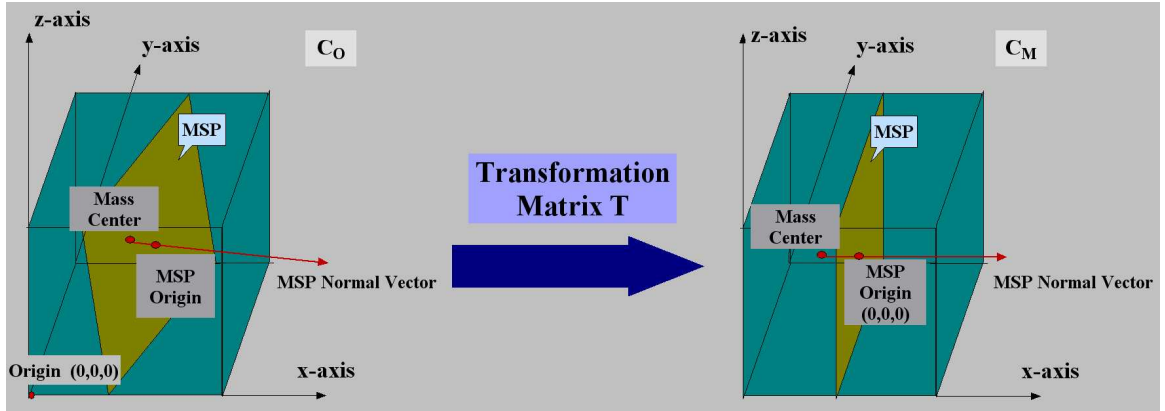 z-axis
y-axis
C_O
MSP
Mass
Center
MSP
Origin
MSP Normal Vector
Origin (0,0,0)
x-axis
Transformation
Matrix T
z-axis
y-axis
C_M
MSP
Mass
Center
MSP
Origin
(0,0,0)
MSP Normal Vector
x-axis